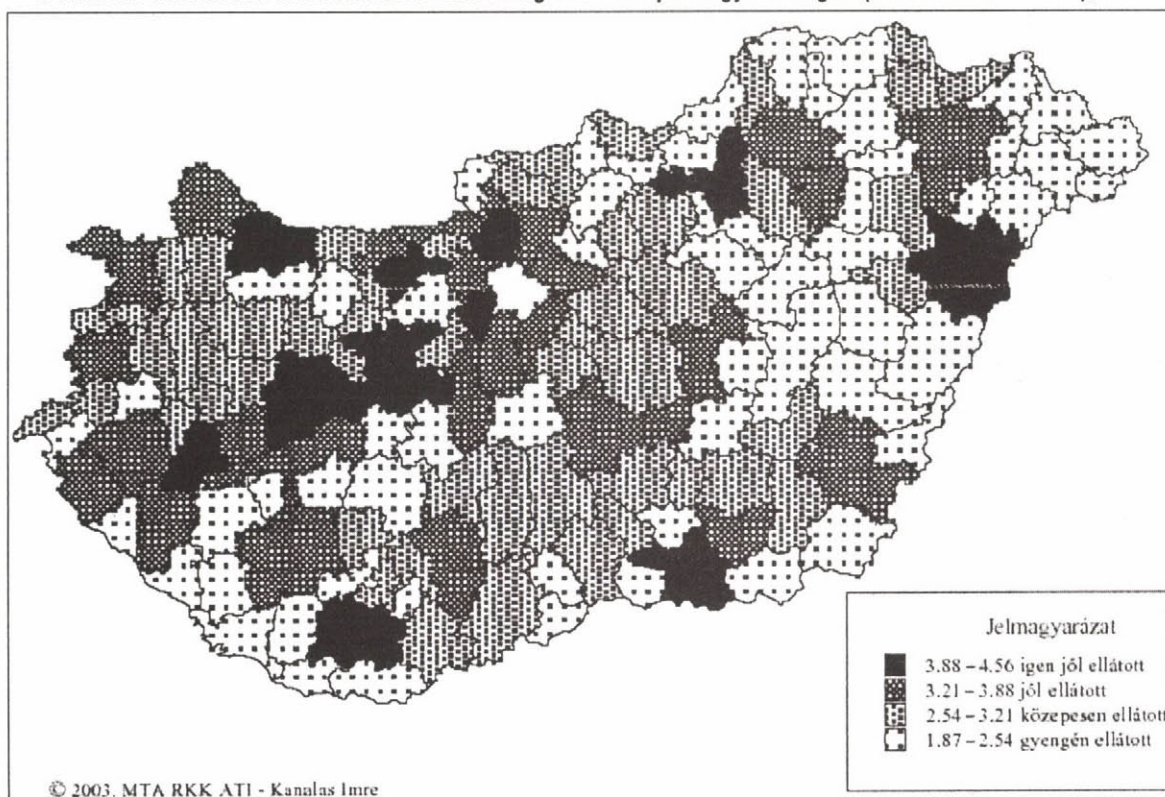 Jelmagyarázat
3.88 – 4.56 igen jól ellátott
3.21 – 3.88 jól ellátott
2.54 – 3.21 közepesen ellátott
1.87 – 2.54 gyengén ellátott
© 2003. MTA RKK ATI - Kanalas Imre